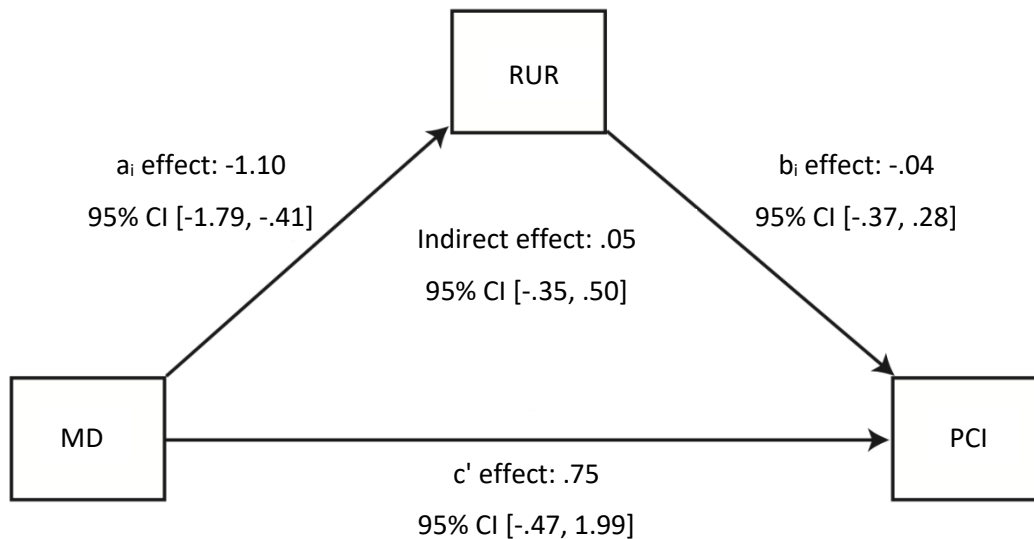 RUR
aᵢ effect: -1.10
95% CI [-1.79, -.41]
bᵢ effect: -.04
95% CI [-.37, .28]
Indirect effect: .05
95% CI [-.35, .50]
MD
PCI
c' effect: .75
95% CI [-.47, 1.99]